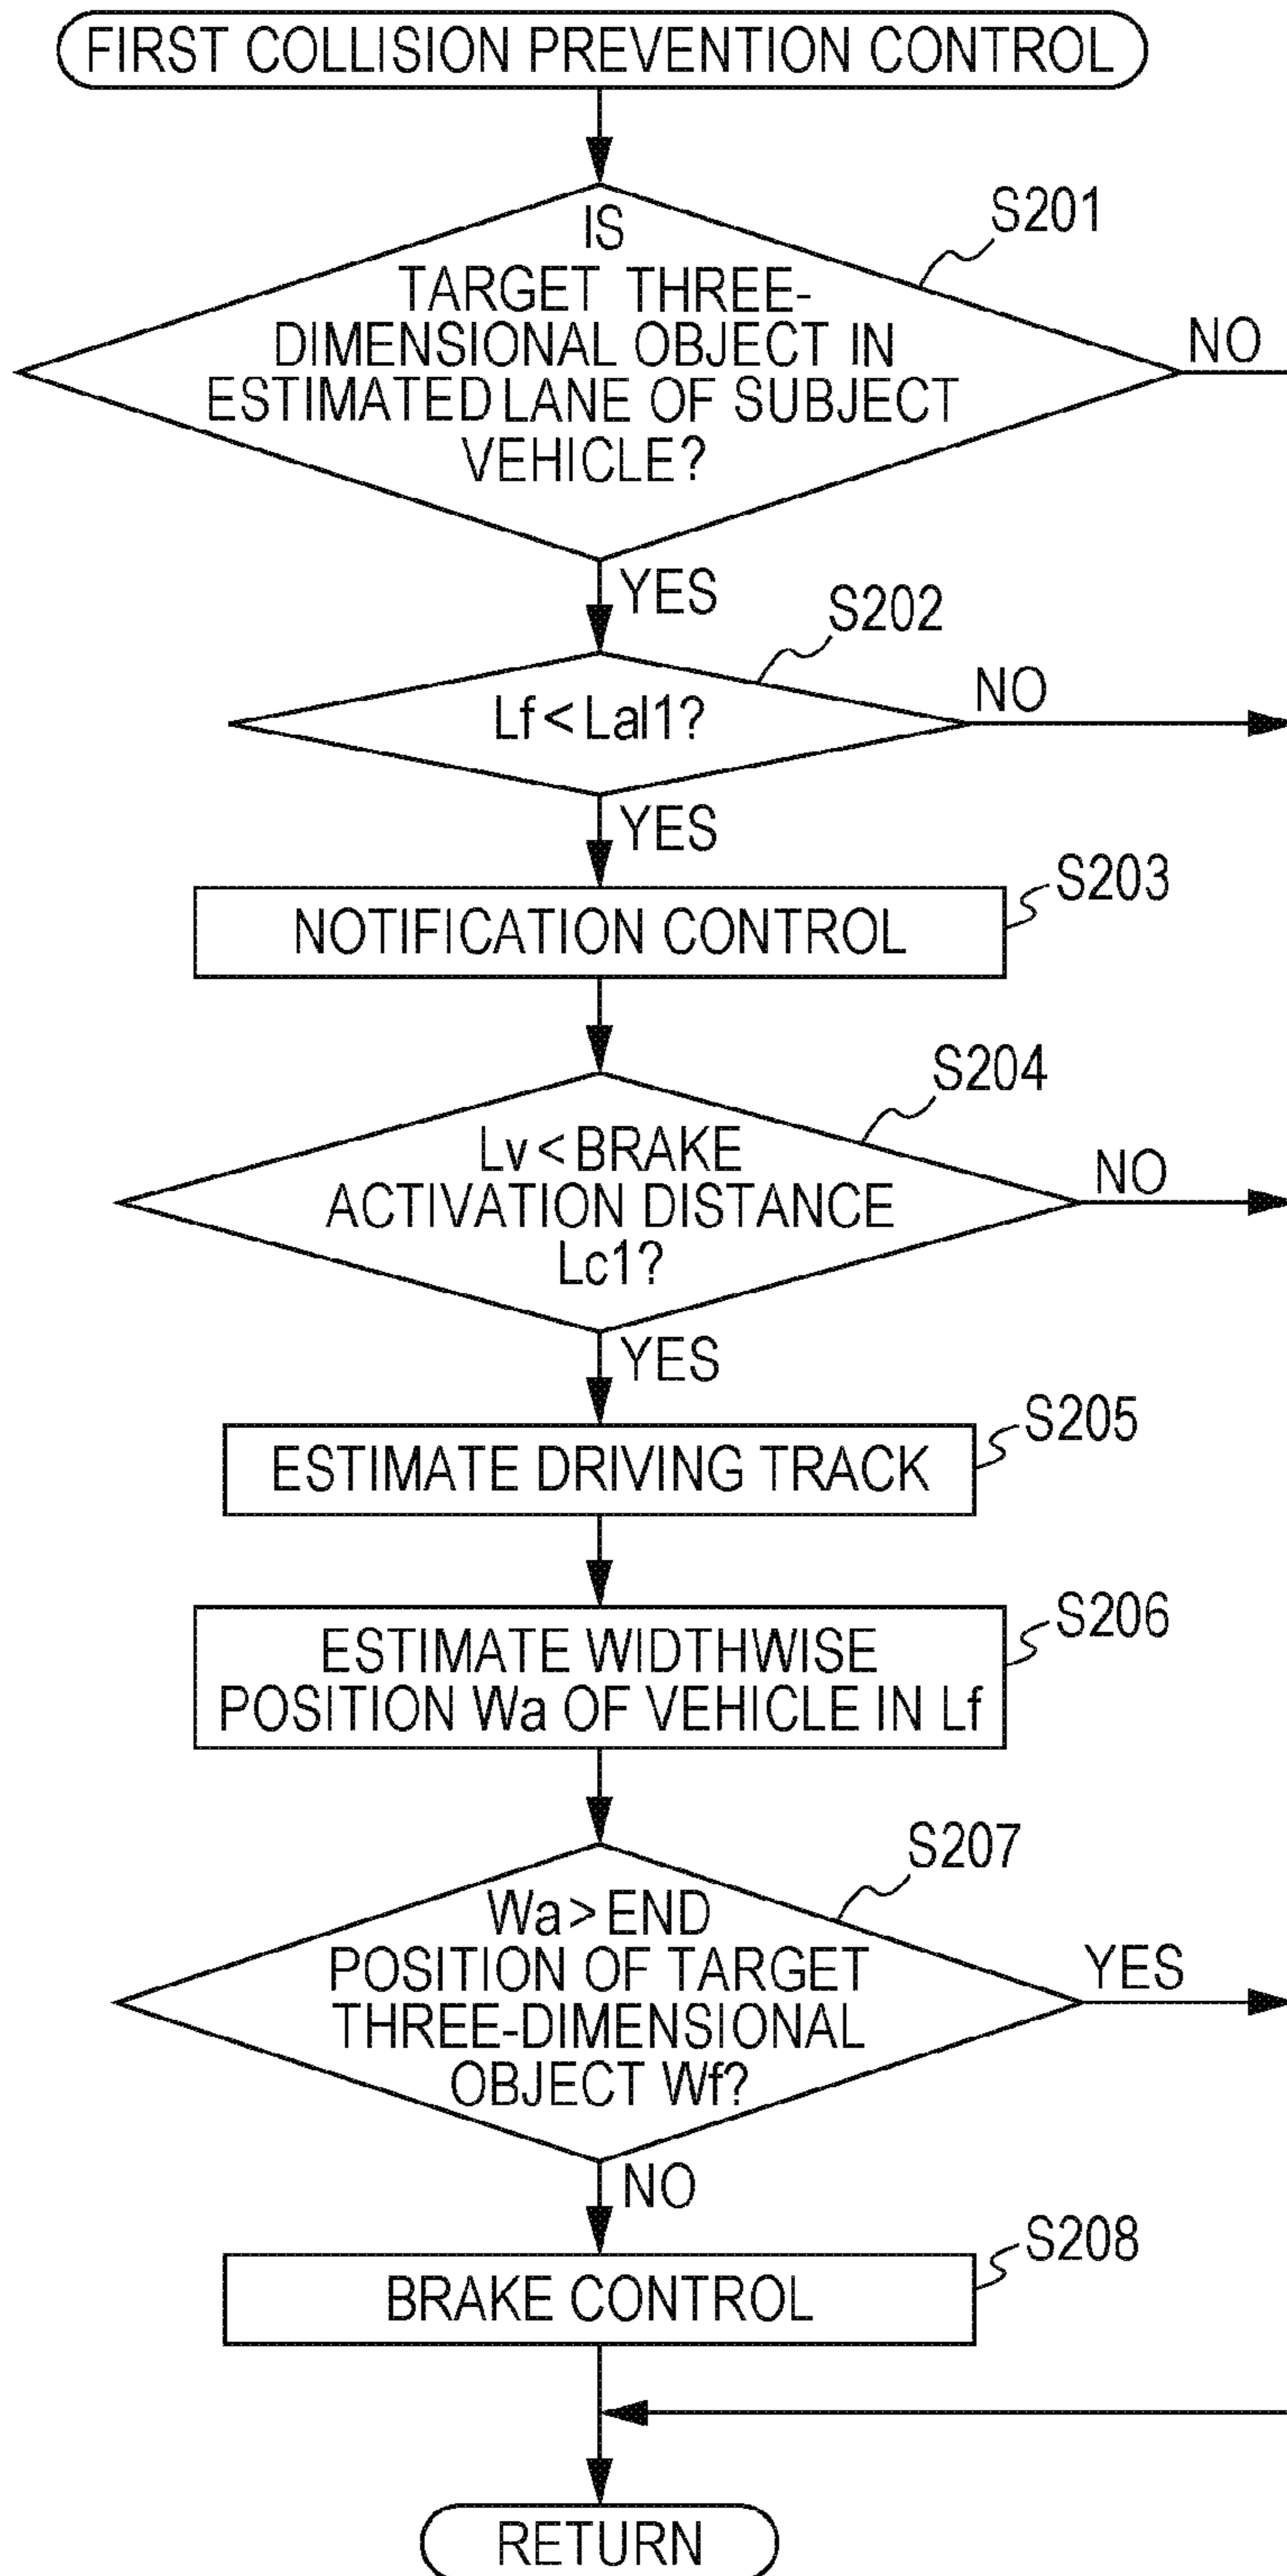 FIRST COLLISION PREVENTION CONTROL
S201
IS
TARGET THREE-
DIMENSIONAL OBJECT IN
ESTIMATED LANE OF SUBJECT
VEHICLE?
NO
YES
S202
Lf < Lal1?
NO
YES
S203
NOTIFICATION CONTROL
S204
Lv < BRAKE
ACTIVATION DISTANCE
Lc1?
NO
YES
S205
ESTIMATE DRIVING TRACK
S206
ESTIMATE WIDTHWISE
POSITION Wa OF VEHICLE IN Lf
S207
Wa > END
POSITION OF TARGET
THREE-DIMENSIONAL
OBJECT Wf?
YES
NO
S208
BRAKE CONTROL
RETURN